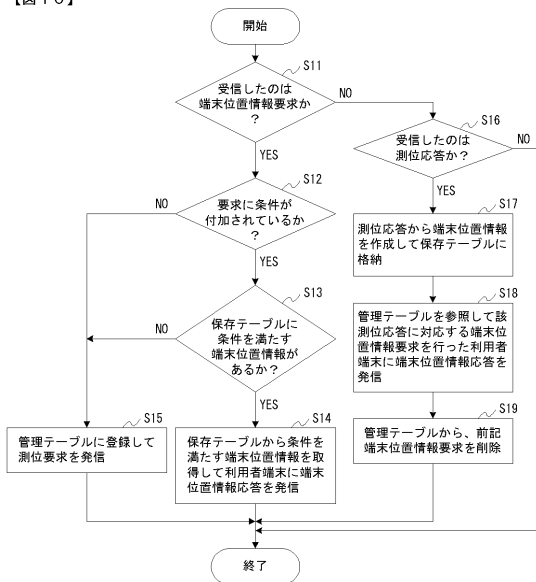 【図10】
開始
S11
受信したのは
端末位置情報要求か
?
NO
YES
S16
受信したのは
測位応答か?
NO
YES
S12
要求に条件が
付加されているか
?
NO
YES
S17
測位応答から端末位置情報
を作成して保存テーブルに
格納
S13
保存テーブルに
条件を満たす
端末位置情報が
あるか?
NO
YES
S18
管理テーブルを参照して該
測位応答に対応する端末位
置情報要求を行った利用者
端末に端末位置情報応答を
発信
S15
管理テーブルに登録して
測位要求を発信
S14
保存テーブルから条件を
満たす端末位置情報を取
得して利用者端末に端末
位置情報応答を発信
S19
管理テーブルから、前記
端末位置情報要求を削除
終了